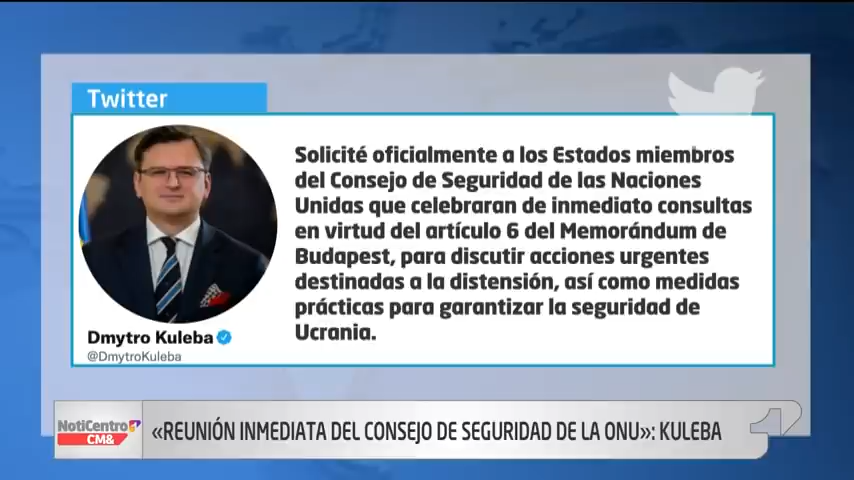 Twitter
Solicité oficialmente a los Estados miembros
del Consejo de Seguridad de las Naciones
Unidas que celebraran de inmediato consultas
en virtud del artículo 6 del Memorándum de
Budapest, para discutir acciones urgentes
destinadas a la distensión, así como medidas
prácticas para garantizar la seguridad de
Ucrania.
Dmytro Kuleba
@DmytroKuleba
NotiCentro 1
CM&
«REUNIÓN INMEDIATA DEL CONSEJO DE SEGURIDAD DE LA ONU»: KULEBA
1